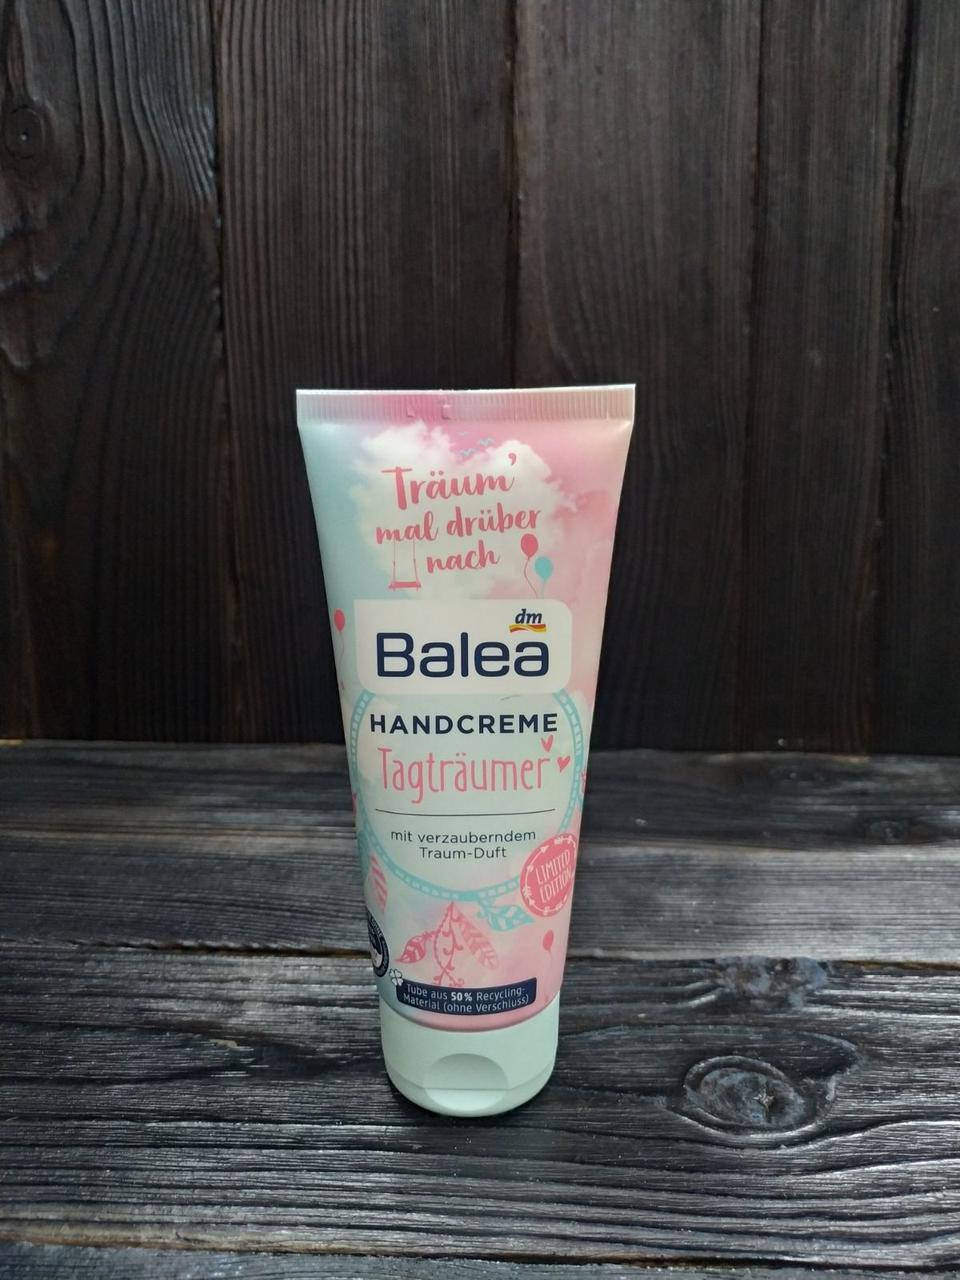 Träum'
mal drüber
nach
dm
Balea
HANDCREME
Tagträumer
mit verzauberndem
Traum-Duft
LIMITED
EDITION
Tube aus 50% Recycling-
Material (ohne Verschluss)